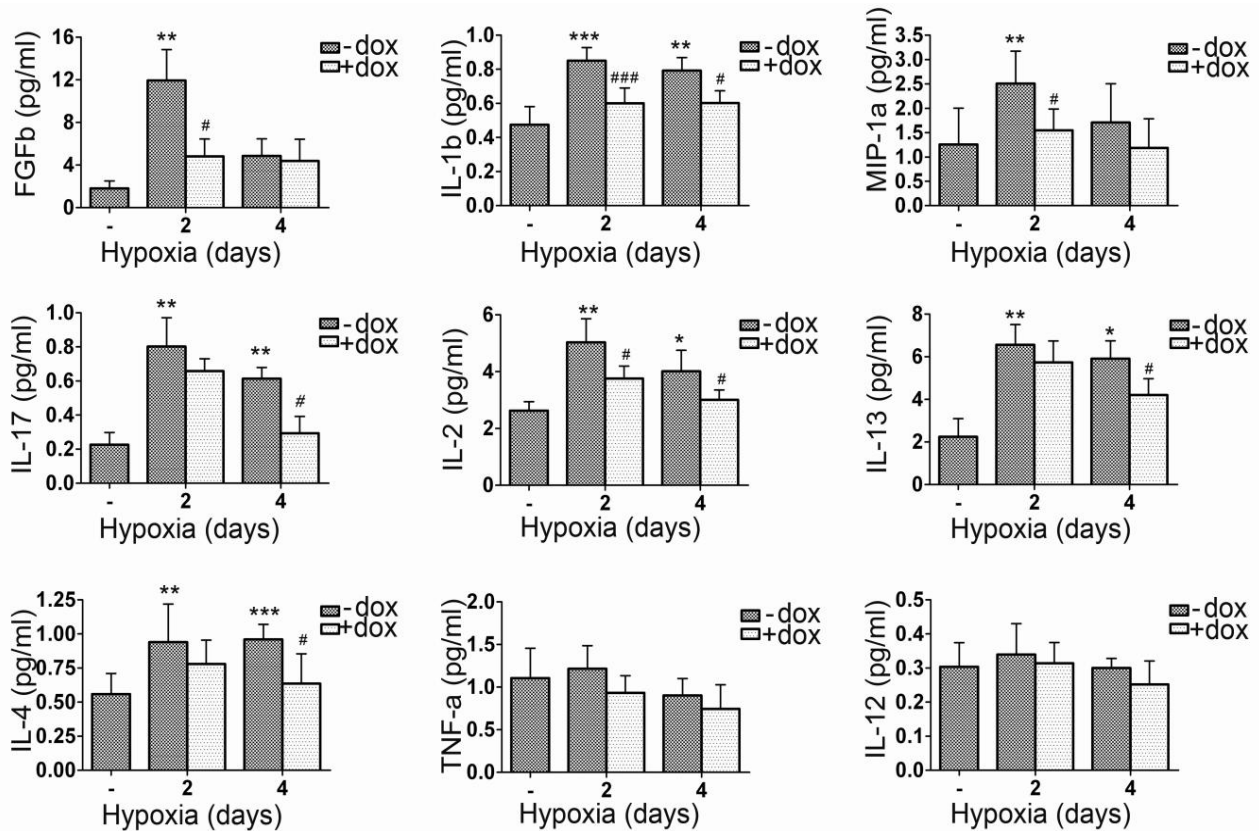 FGFb (pg/ml)
16
12
8
4
0
**
#
-dox
+dox
- 2 4
Hypoxia (days)
IL-1b (pg/ml)
1.0
0.8
0.6
0.4
0.2
0.0
***
###
**
#
-dox
+dox
- 2 4
Hypoxia (days)
MIP-1a (pg/ml)
3.5
3.0
2.5
2.0
1.5
1.0
0.5
0.0
**
#
-dox
+dox
- 2 4
Hypoxia (days)
IL-17 (pg/ml)
1.0
0.8
0.6
0.4
0.2
0.0
**
**
#
-dox
+dox
- 2 4
Hypoxia (days)
IL-2 (pg/ml)
6
4
2
0
**
#
*
#
-dox
+dox
- 2 4
Hypoxia (days)
IL-13 (pg/ml)
8
6
4
2
0
**
*
#
-dox
+dox
- 2 4
Hypoxia (days)
IL-4 (pg/ml)
1.25
1.00
0.75
0.50
0.25
0.00
**
***
#
-dox
+dox
- 2 4
Hypoxia (days)
TNF-a (pg/ml)
2.0
1.5
1.0
0.5
0.0
-dox
+dox
- 2 4
Hypoxia (days)
IL-12 (pg/ml)
0.5
0.4
0.3
0.2
0.1
0.0
-dox
+dox
- 2 4
Hypoxia (days)